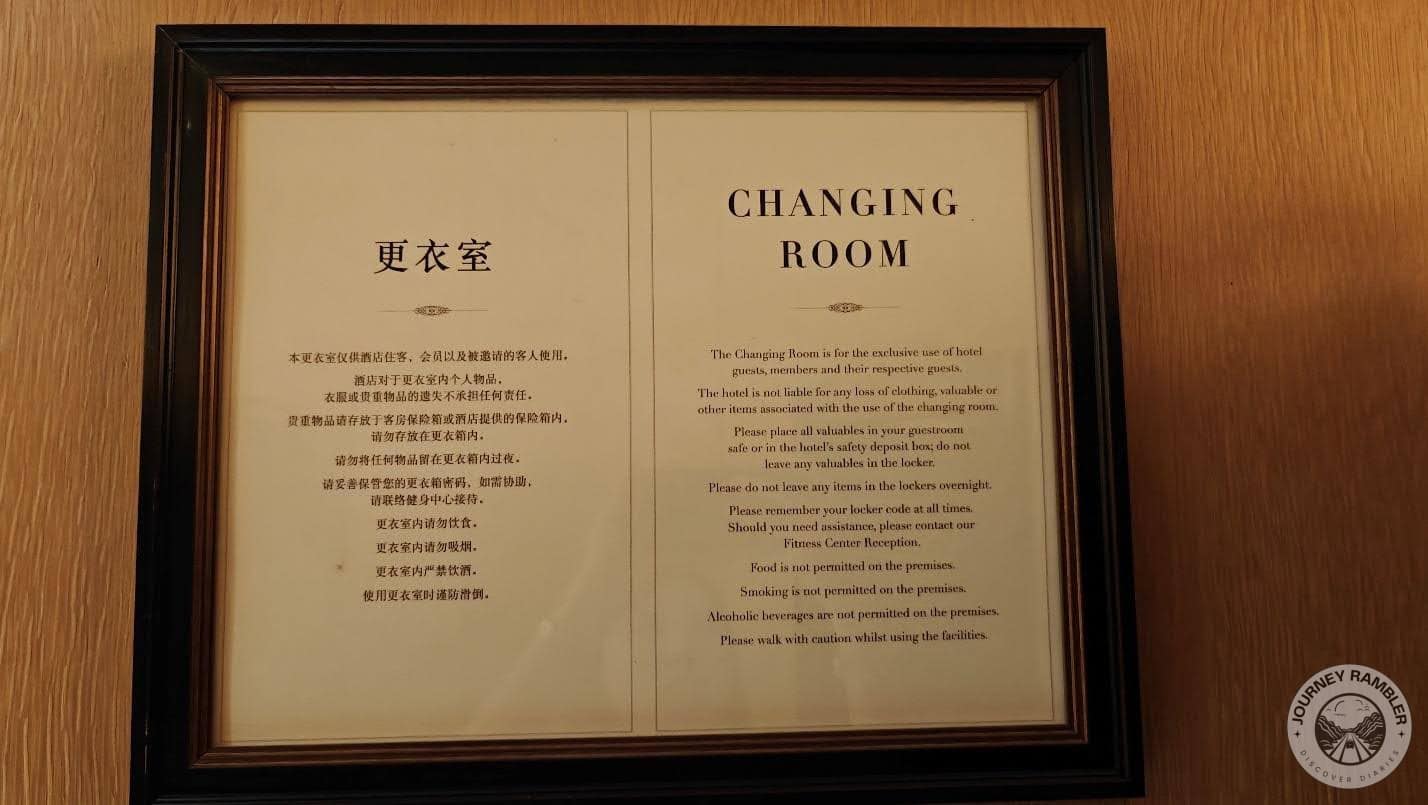 更衣室
本更衣室仅供酒店住客、会员以及被邀请的客人使用。
酒店对于更衣室内个人物品,
衣服或贵重物品的遗失不承担任何责任。
贵重物品请存放于客房保险箱或酒店提供的保险箱内,
请勿存放在更衣箱内。
请勿将任何物品留在更衣箱内过夜。
请妥善保管您的更衣箱密码, 如需协助,
请联络健身中心接待。
更衣室内请勿饮食。
更衣室内请勿吸烟。
更衣室内严禁饮酒。
使用更衣室时谨防滑倒。
CHANGING
ROOM
The Changing Room is for the exclusive use of hotel
guests, members and their respective guests.
The hotel is not liable for any loss of clothing, valuable or
other items associated with the use of the changing room.
Please place all valuables in your guestroom
safe or in the hotel's safety deposit box; do not
leave any valuables in the locker.
Please do not leave any items in the lockers overnight.
Please remember your locker code at all times.
Should you need assistance, please contact our
Fitness Center Reception.
Food is not permitted on the premises.
Smoking is not permitted on the premises.
Alcoholic beverages are not permitted on the premises.
Please walk with caution whilst using the facilities.
JOURNEY RAMBLER
DISCOVER DIARIES